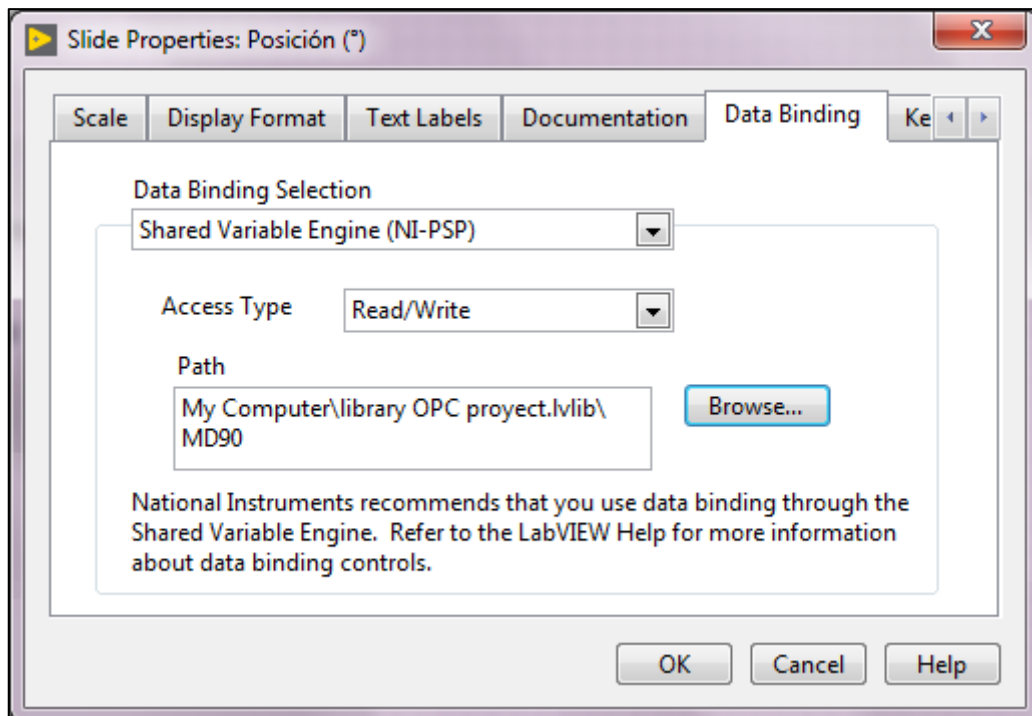 Slide Properties: Posición (°)
x
Scale
Display Format
Text Labels
Documentation
Data Binding
Ke
Data Binding Selection
Shared Variable Engine (NI-PSP)
Access Type
Read/Write
Path
My Computer\library OPC proyect.lvlib\
MD90
Browse...
National Instruments recommends that you use data binding through the
Shared Variable Engine.  Refer to the LabVIEW Help for more information
about data binding controls.
OK
Cancel
Help